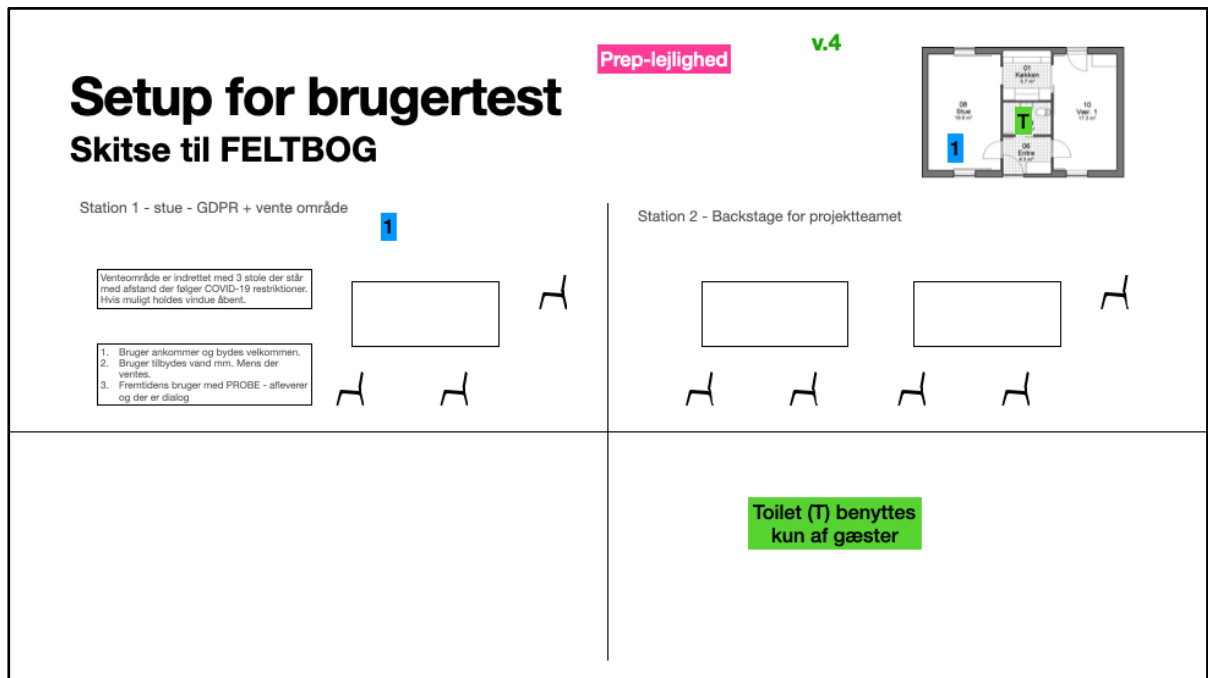 Prep-lejlighed
v.4
Setup for brugertest
Skitse til FELTBOG
01
Køkken
08
Stue
10
Vær. 1
T
06
Entre
1
Station 1 - stue - GDPR + vente område
1
Venteområde er indrettet med 3 stole der står
med afstand der følger COVID-19 restriktioner.
Hvis muligt holdes vindue åbent.
1. Bruger ankommer og bydes velkommen.
2. Bruger tilbydes vand mm. Mens der
ventes.
3. Fremtidens bruger med PROBE - afleverer
og der er dialog
Station 2 - Backstage for projektteamet
Toilet (T) benyttes
kun af gæster